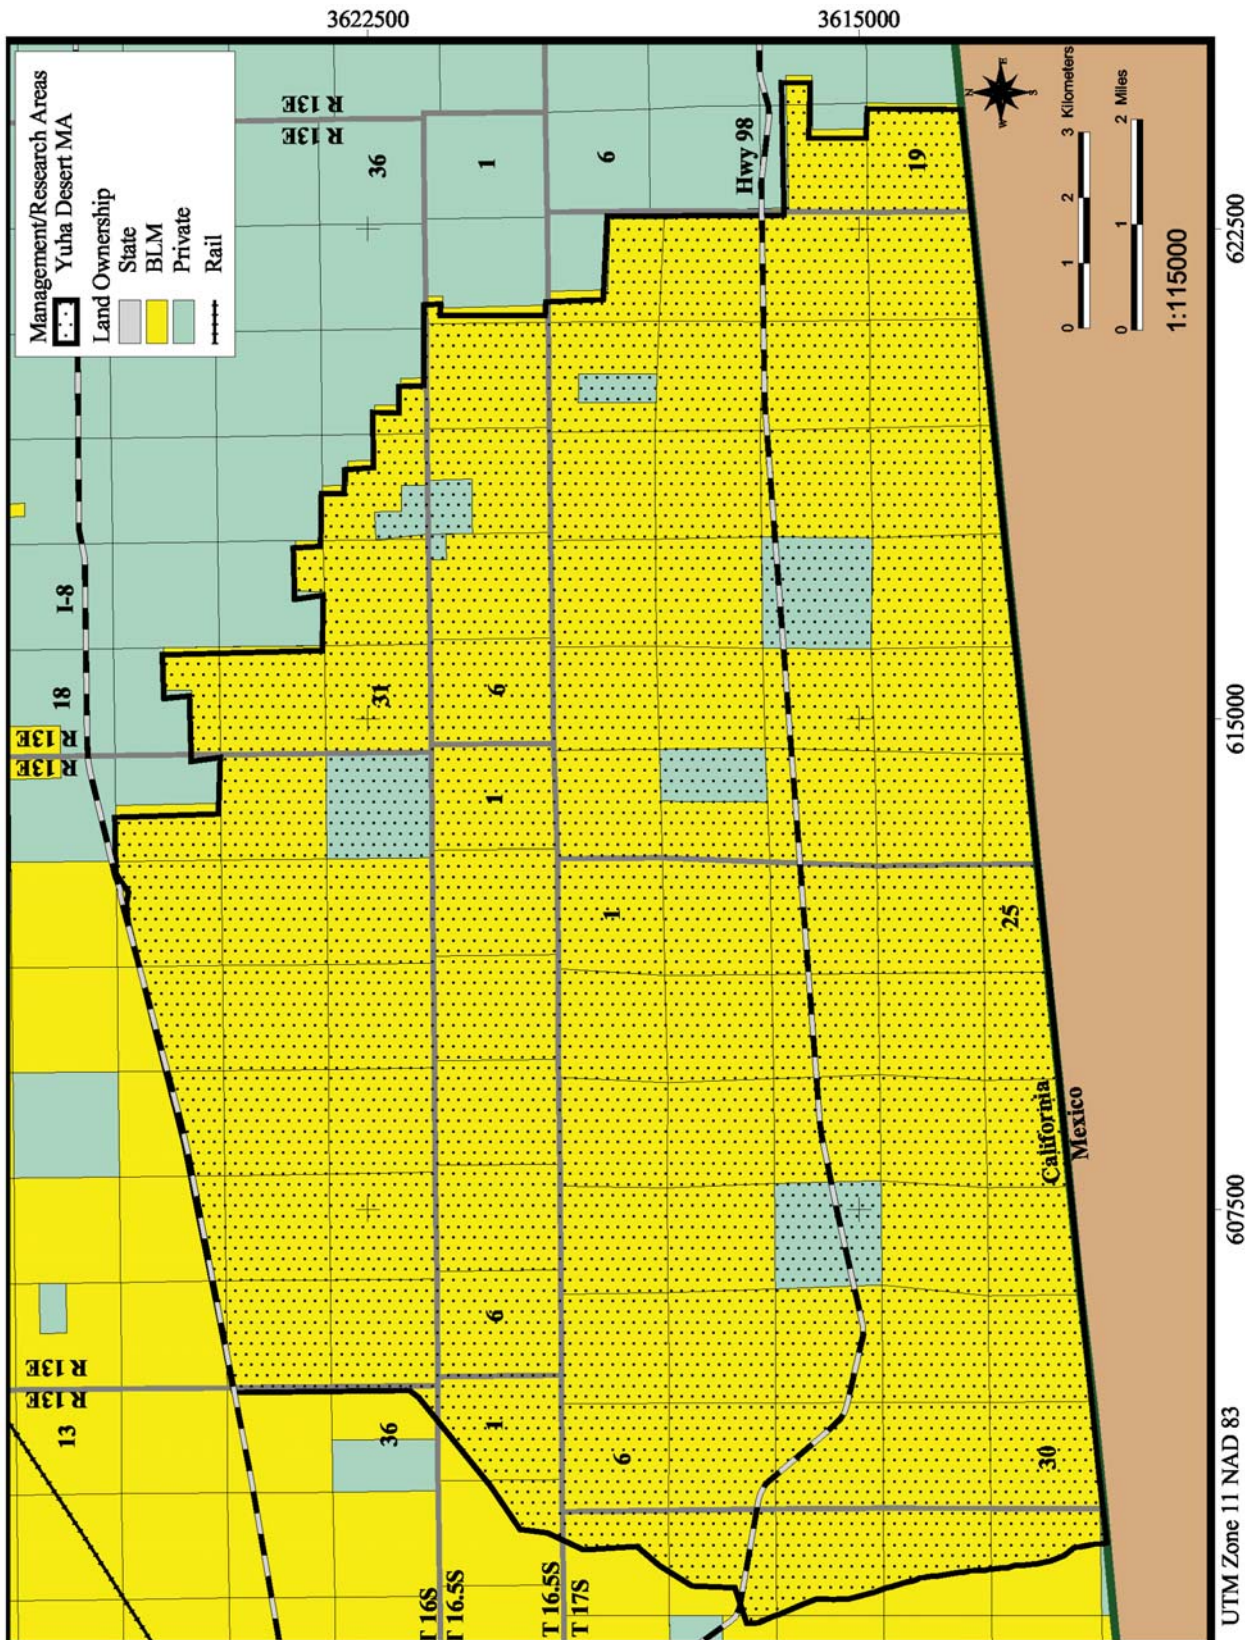 Management/Research Areas
Yuha Desert MA
Land Ownership
State
BLM
Private
Rail
3622500
3615000
R 13E
R 13E
36
1
6
Hwy 98
19
N
E
S
W
0 1 2 3 Kilometers
0 1 2 Miles
1:115000
622500
I-8
18
R 13E
R 13E
31
6
1
615000
1
25
California
Mexico
607500
R 13E
R 13E
13
36
6
1
6
30
T 16S
T 16.5S
T 16.5S
T 17S
UTM Zone 11 NAD 83